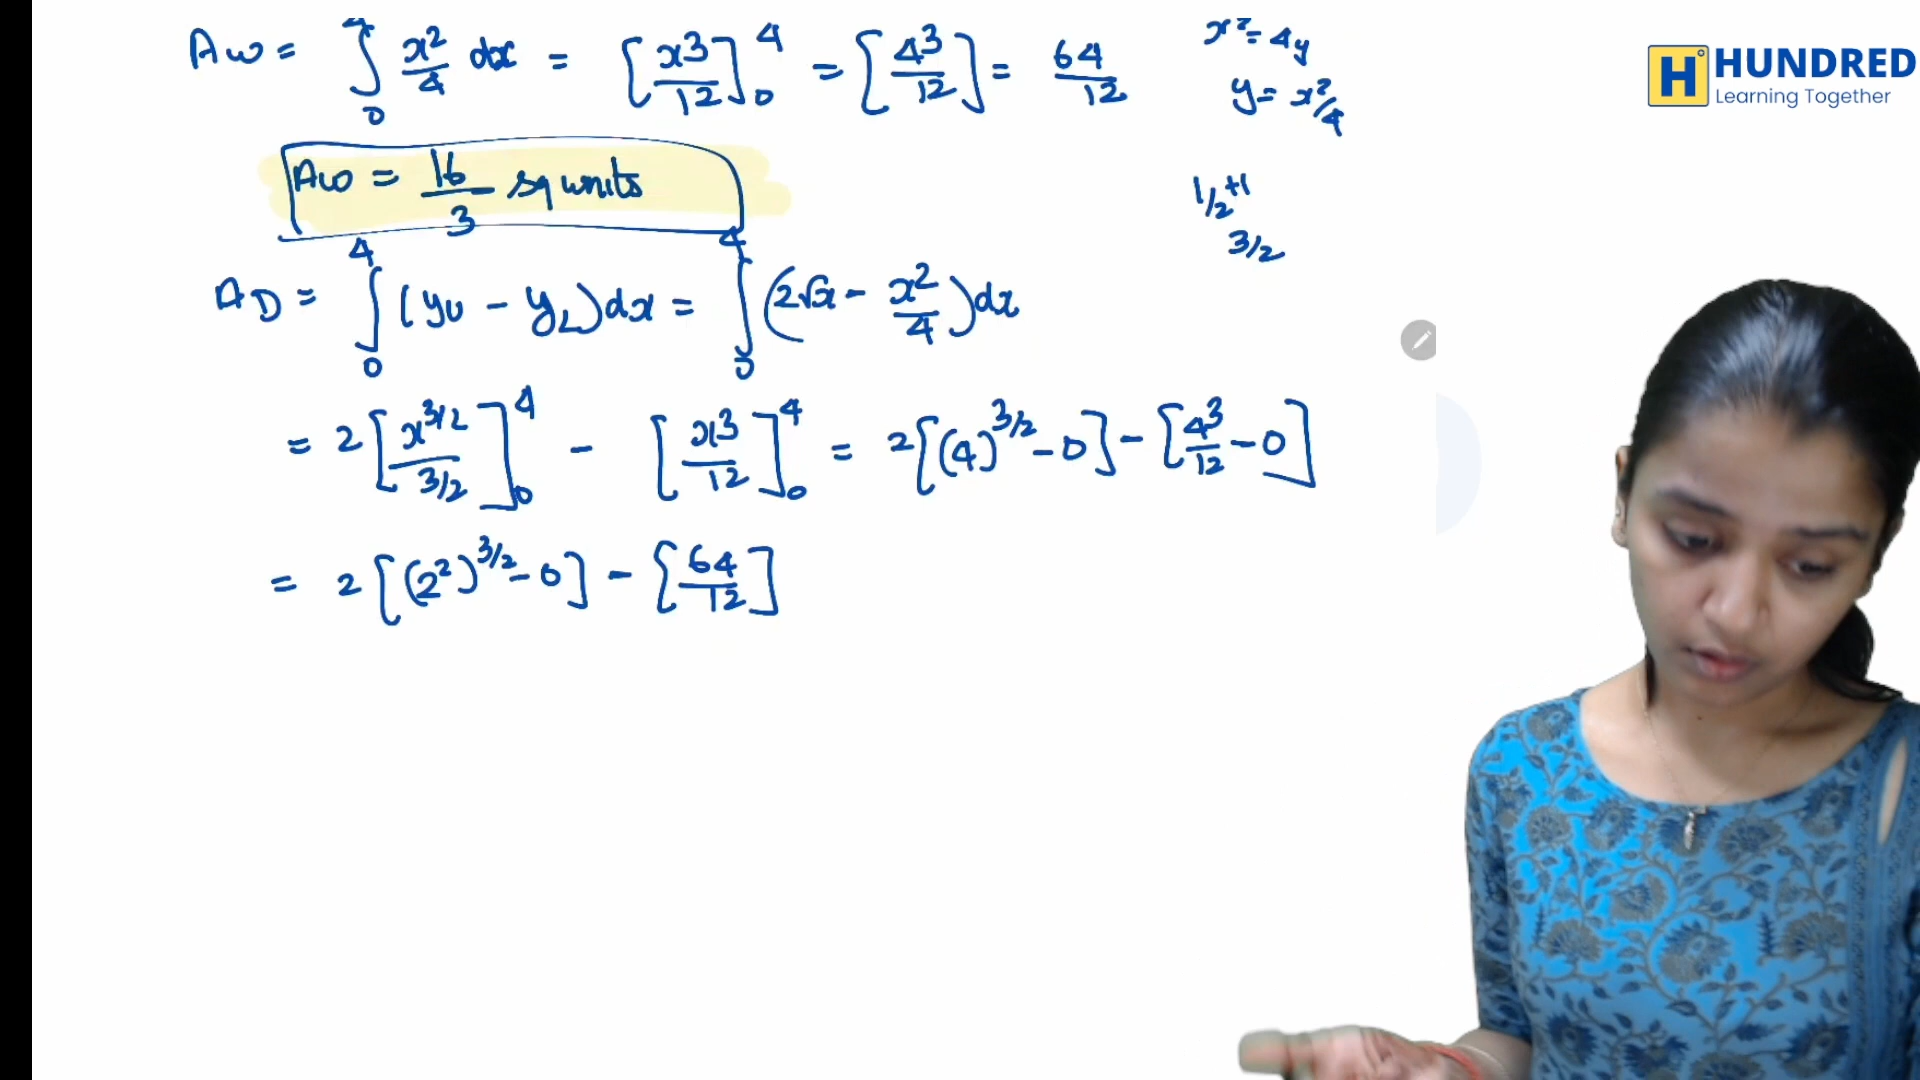 Aw = ∫₀⁴ x²/4 dx = [x³/12]₀⁴ = [4³/12] = 64/12
x² = 4y
y = x²/4
HUNDRED
Learning Together
Aw = 16/3 sq units
1/2+1
3/2
A_D = ∫₀⁴ (y_U - y_L)dx = ∫₀⁴ (2√x - x²/4)dx
= 2[x^3/2 / 3/2]₀⁴ - [x³/12]₀⁴ = 2[(4)^3/2 - 0] - [4³/12 - 0]
= 2[(2²)^3/2 - 0] - [64/12]